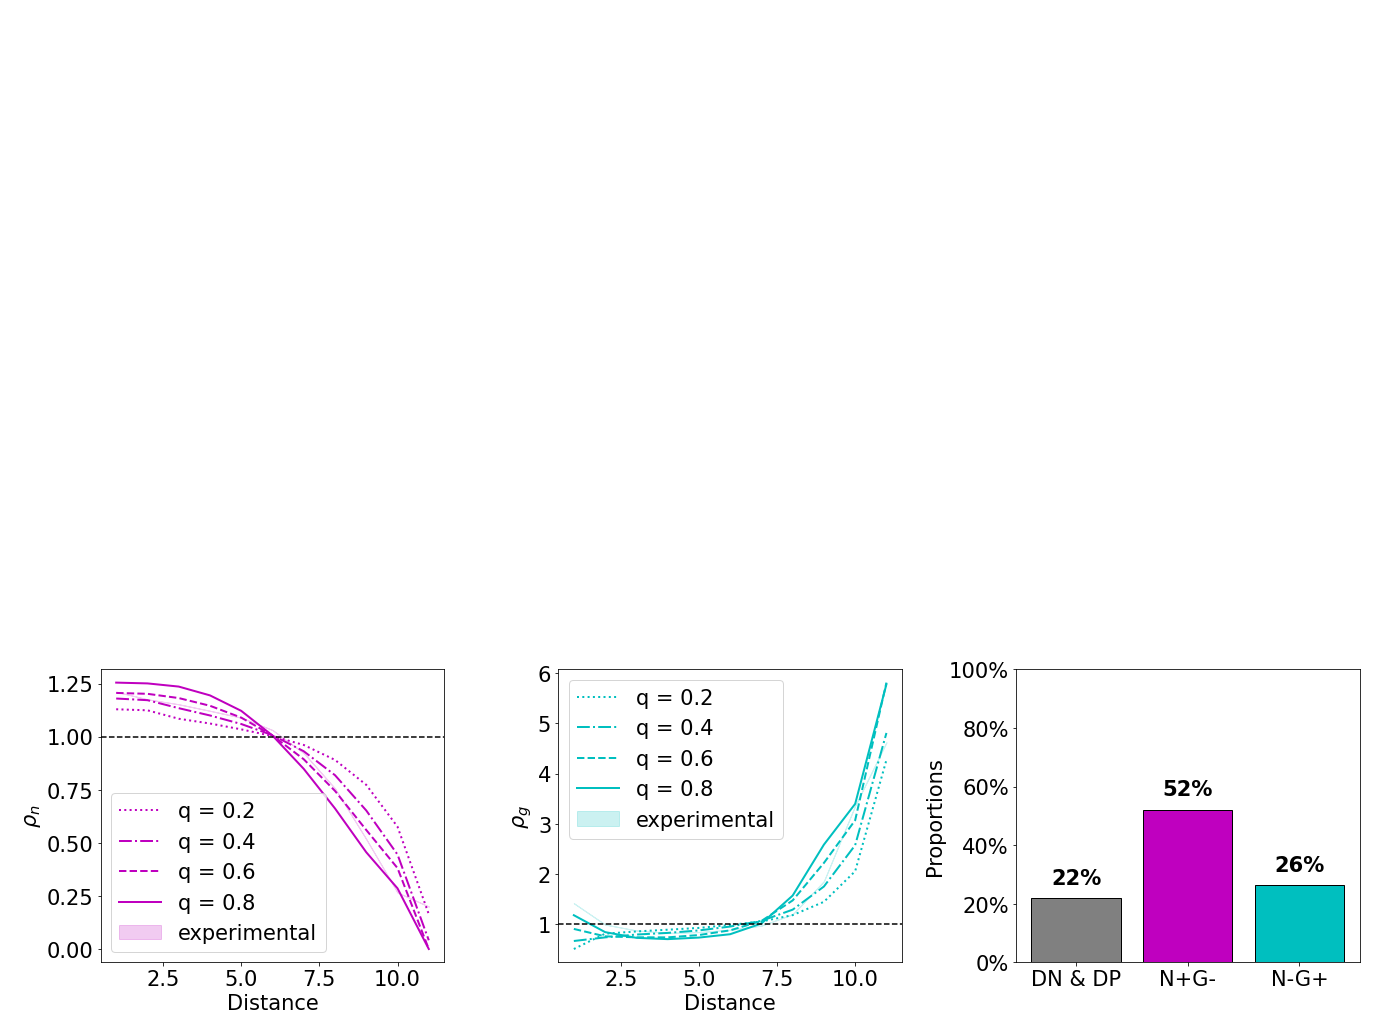 1.25
1.00
0.75
0.50
0.25
0.00
ρn
q = 0.2
q = 0.4
q = 0.6
q = 0.8
experimental
2.5 5.0 7.5 10.0
Distance
6
5
4
3
2
1
ρg
q = 0.2
q = 0.4
q = 0.6
q = 0.8
experimental
2.5 5.0 7.5 10.0
Distance
100%
80%
60%
40%
20%
0%
Proportions
22%
52%
26%
DN & DP N+G- N-G+